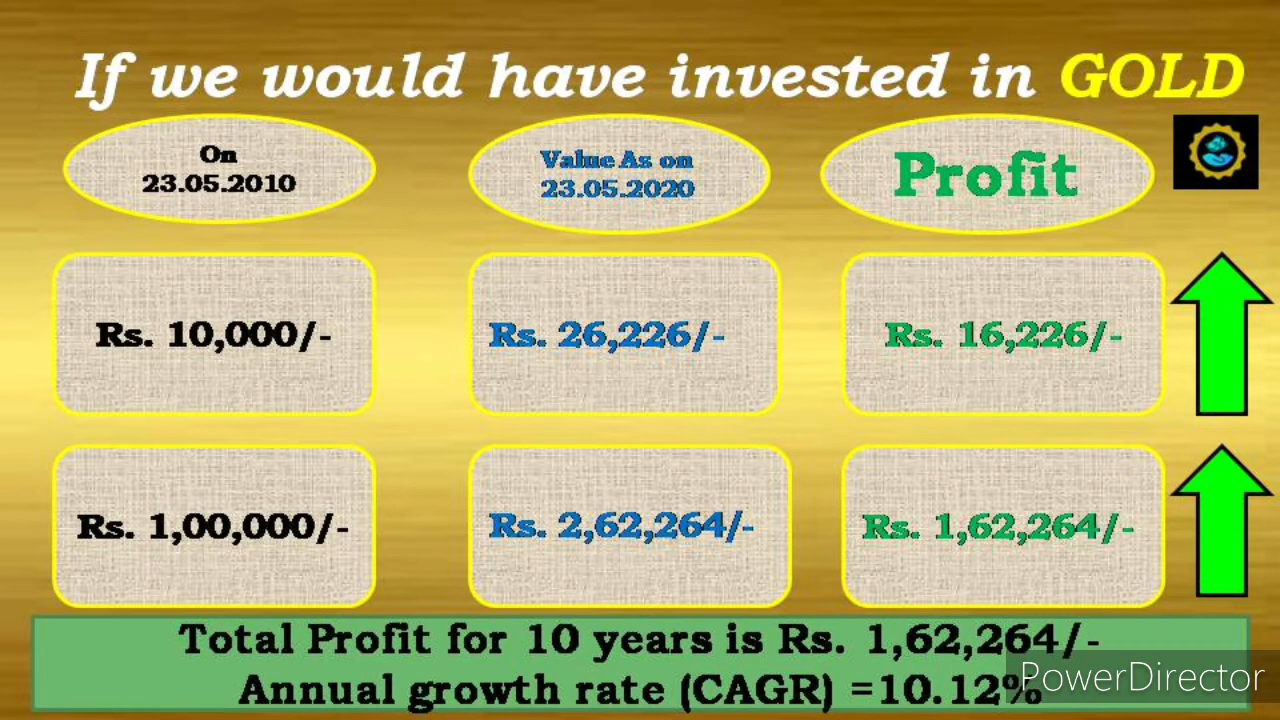 If we would have invested in GOLD
On
23.05.2010
Value As on
23.05.2020
Profit
Rs. 10,000/-
Rs. 26,226/-
Rs. 16,226/-
Rs. 1,00,000/-
Rs. 2,62,264/-
Rs. 1,62,264/-
Total Profit for 10 years is Rs. 1,62,264/-
Annual growth rate (CAGR) =10.12%
PowerDirector